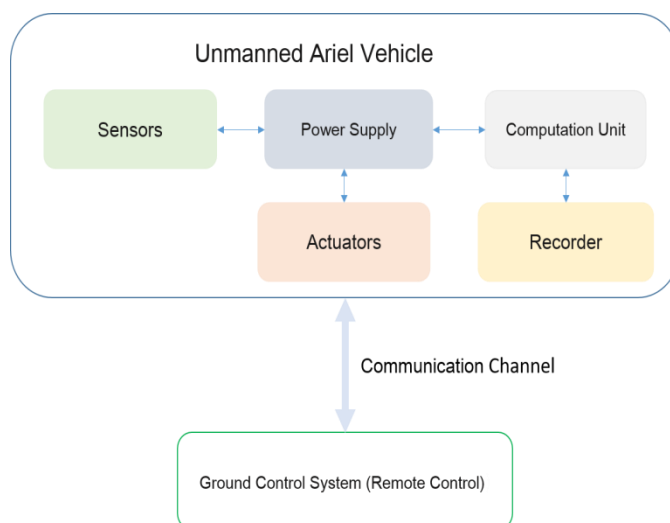 Unmanned Ariel Vehicle
Sensors
Power Supply
Computation Unit
Actuators
Recorder
Communication Channel
Ground Control System (Remote Control)